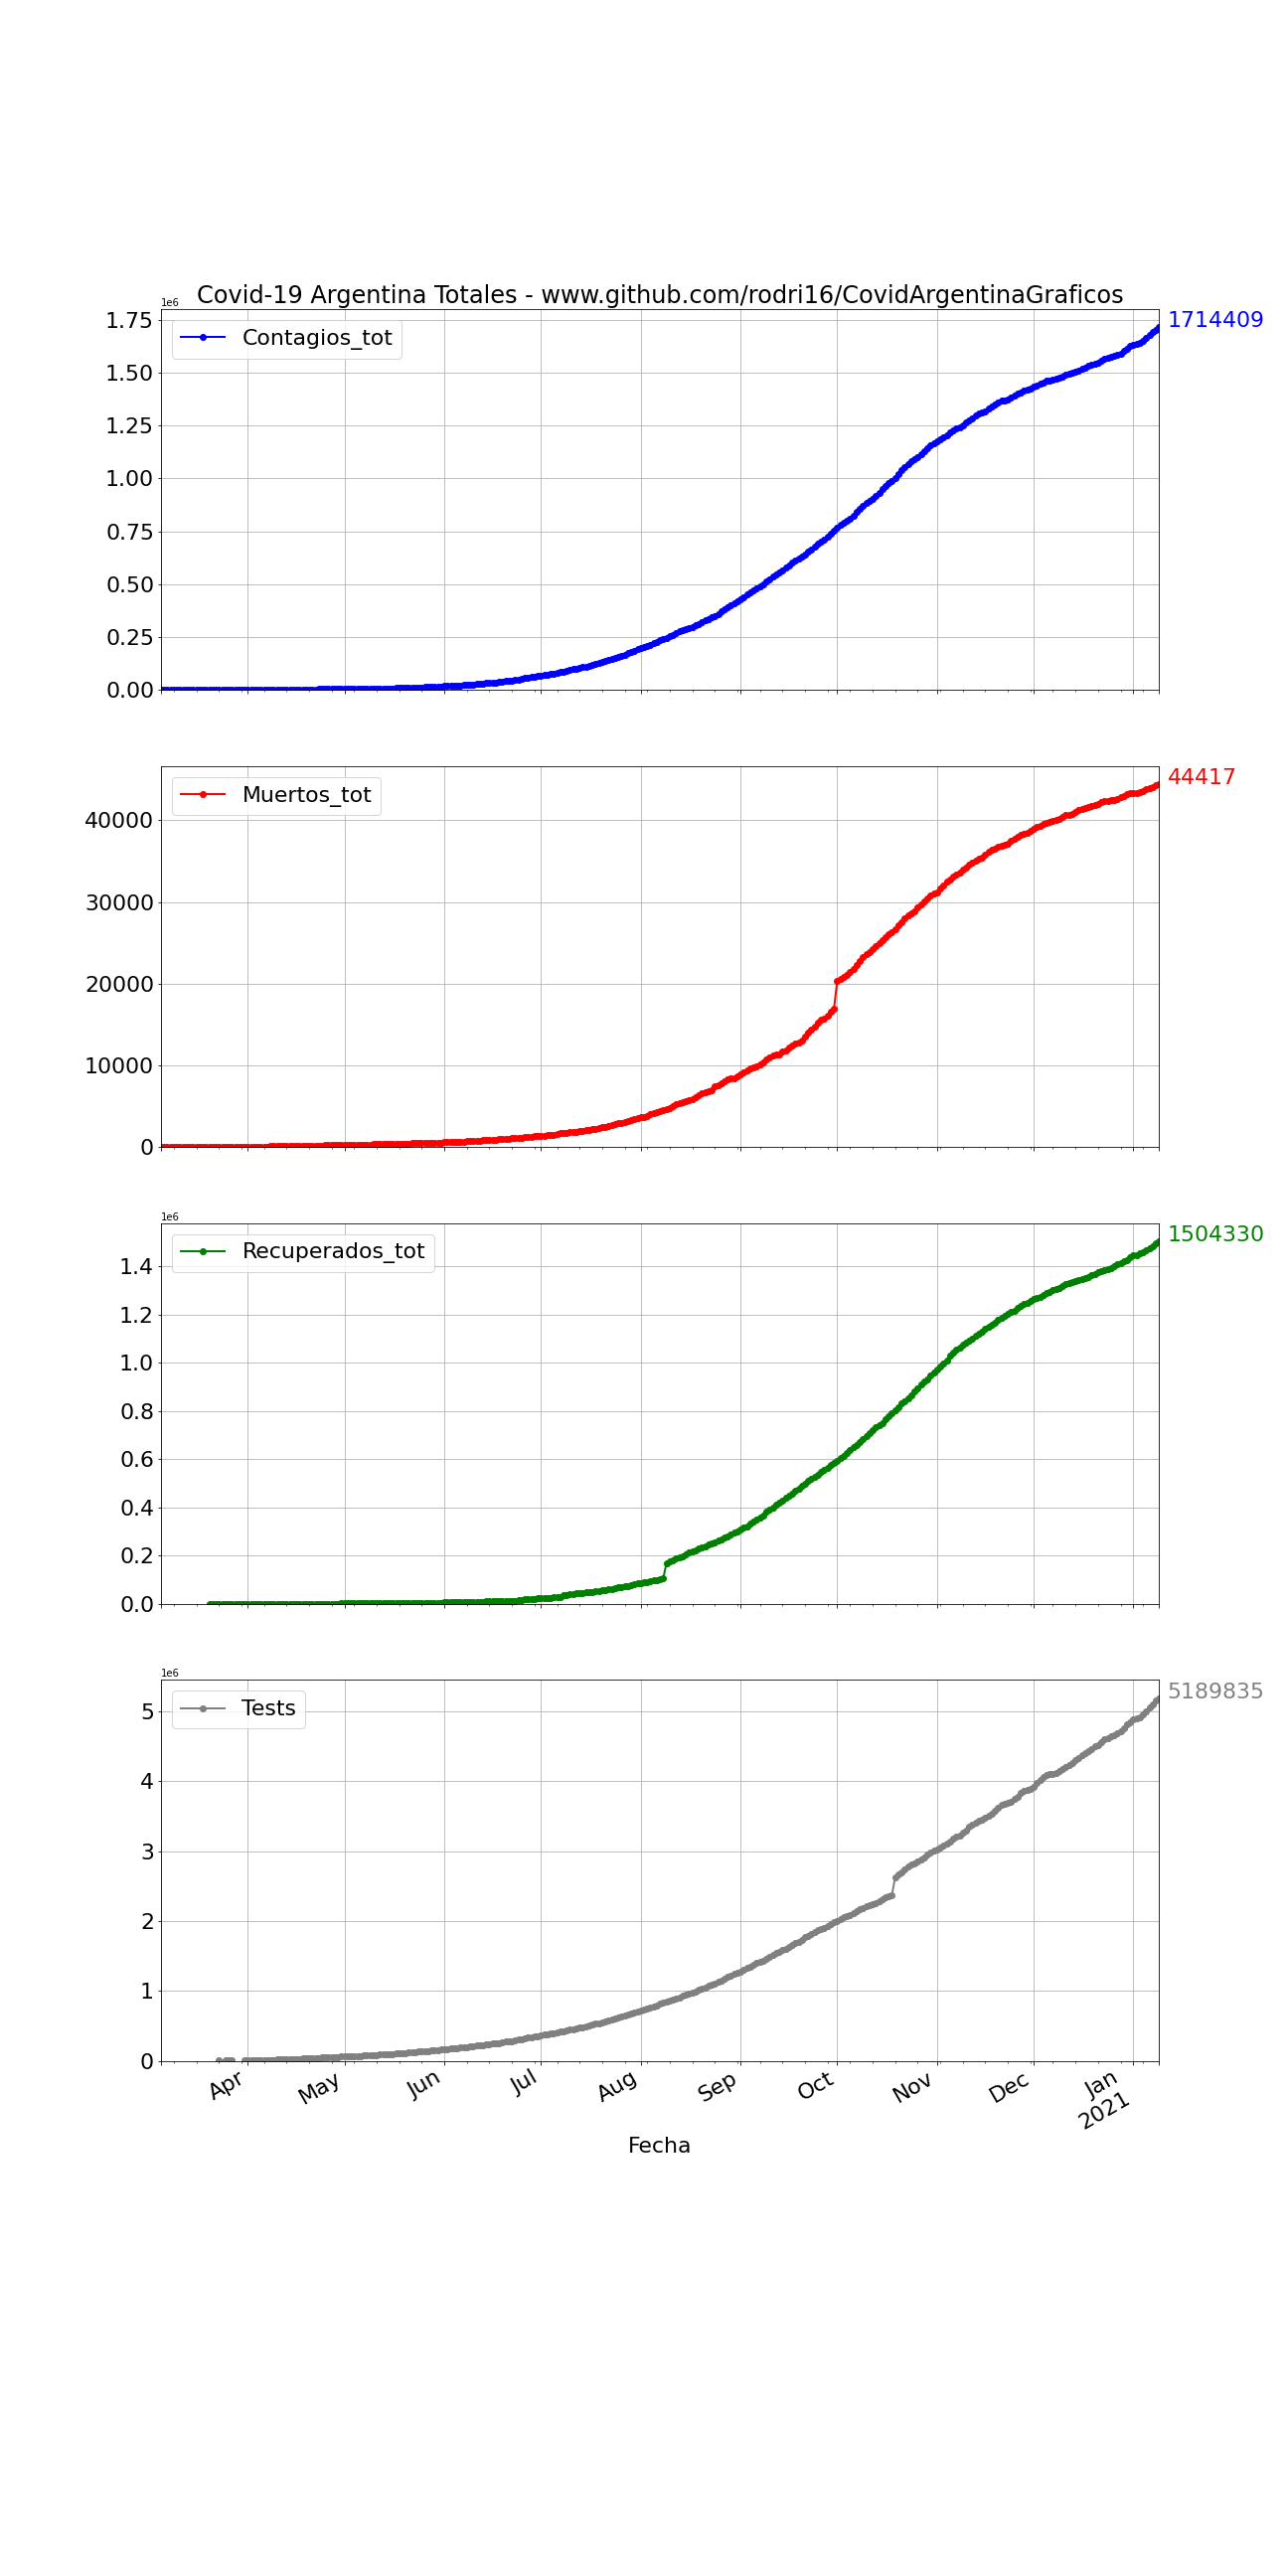 Covid-19 Argentina Totales - www.github.com/rodri16/CovidArgentinaGraficos
1e6
1.75
1.50
1.25
1.00
0.75
0.50
0.25
0.00
Contagios_tot
1714409
40000
30000
20000
10000
0
Muertos_tot
44417
1e6
1.4
1.2
1.0
0.8
0.6
0.4
0.2
0.0
Recuperados_tot
1504330
1e6
5
4
3
2
1
0
Tests
5189835
Apr
May
Jun
Jul
Aug
Sep
Oct
Nov
Dec
Jan
2021
Fecha